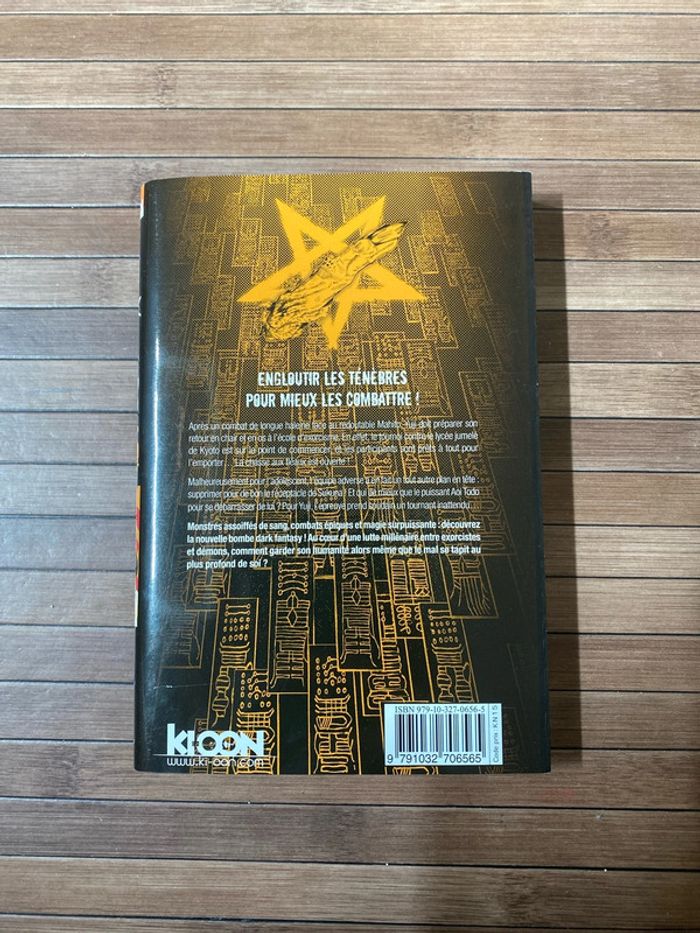 ENGLOUTIR LES TÉNÈBRES
POUR MIEUX LES COMBATTRE !
Après un combat de longue haleine face au redoutable Mahito, Yuji doit préparer son
retour en chair et en os à l'école d'exorcisme. En effet, le tournoi contre le lycée jumelé
de Kyoto est sur le point de commencer, et les participants sont prêts à tout pour
l'emporter… La chasse aux fléaux est ouverte !
Malheureusement pour l'adolescent, l'équipe adverse a en fait un tout autre plan en tête :
supprimer pour de bon le réceptacle de Sukuna ! Et qui de mieux que le puissant Aoi Todo
pour se débarrasser de lui ? Pour Yuji, l'épreuve prend soudain un tournant inattendu…
Monstres assoiffés de sang, combats épiques et magie surpuissante : découvrez
la nouvelle bombe dark fantasy ! Au cœur d'une lutte millénaire entre exorcistes
et démons, comment garder son humanité alors même que le mal se tapit au
plus profond de soi ?
ISBN 979-10-327-0656-5
9 791032 706565
Code prix : KN15
KI-OON
www.ki-oon.com